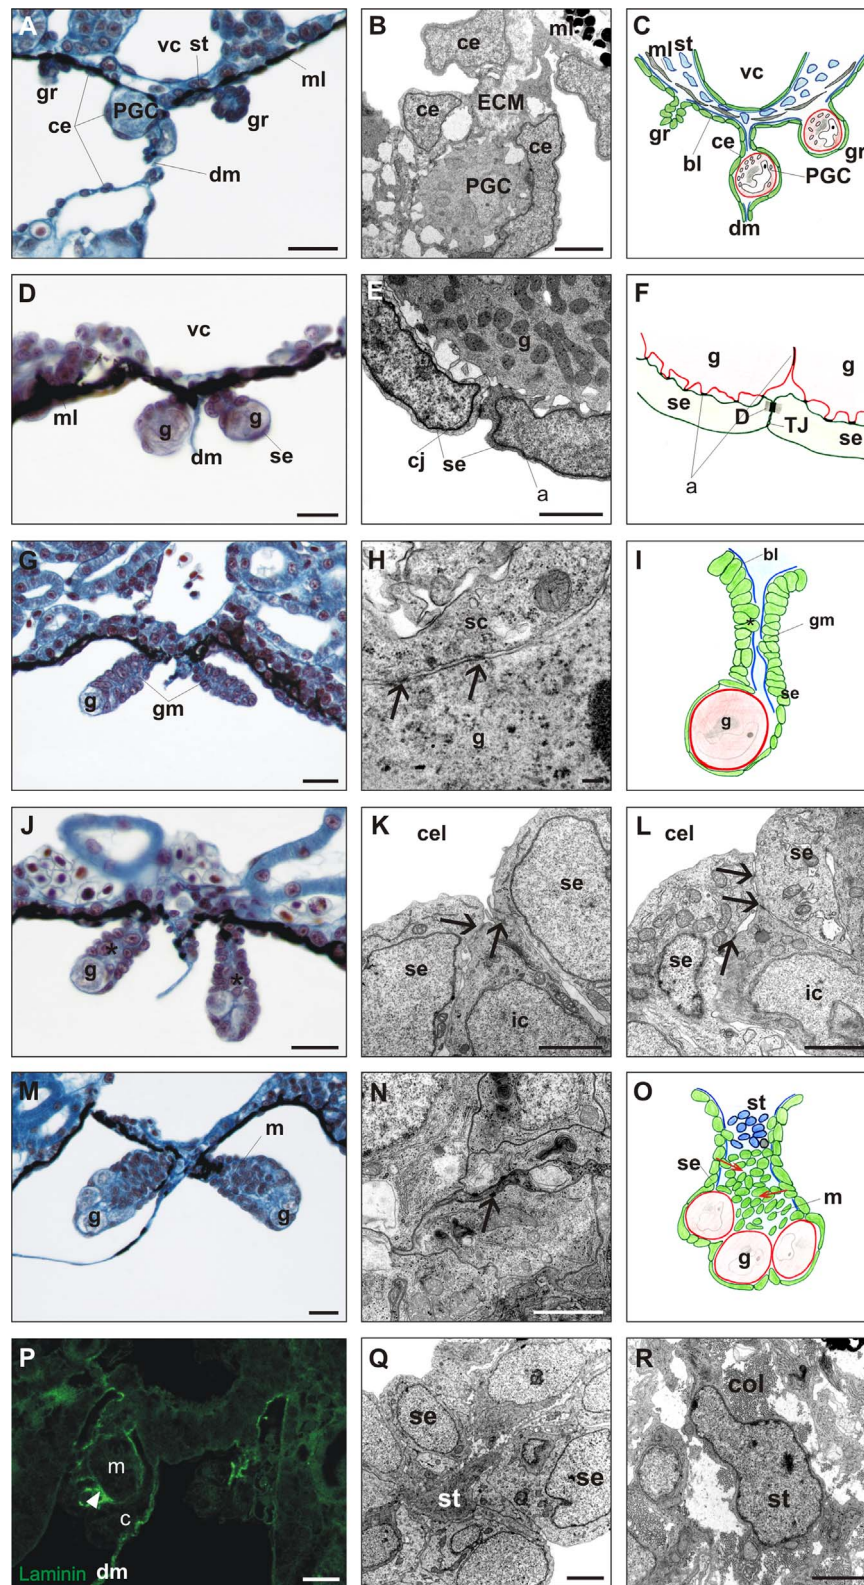 A
vc
st
ml
gr
PGC
ce
gr
dm
B
ce
ml
ce
ECM
ce
PGC
C
ml st
vc
gr
ce
bl
gr
PGC
dm
D
vc
ml
g
g
dm
se
E
g
cj
se
a
F
g
g
se
D
TJ
se
a
G
g
gm
H
sc
g
I
bl
*
gm
se
g
J
*
g
*
K
cel
se
se
ic
L
cel
se
se
ic
M
m
g
g
N
O
st
se
m
g
P
m
c
Laminin dm
Q
se
se
st
R
col
st